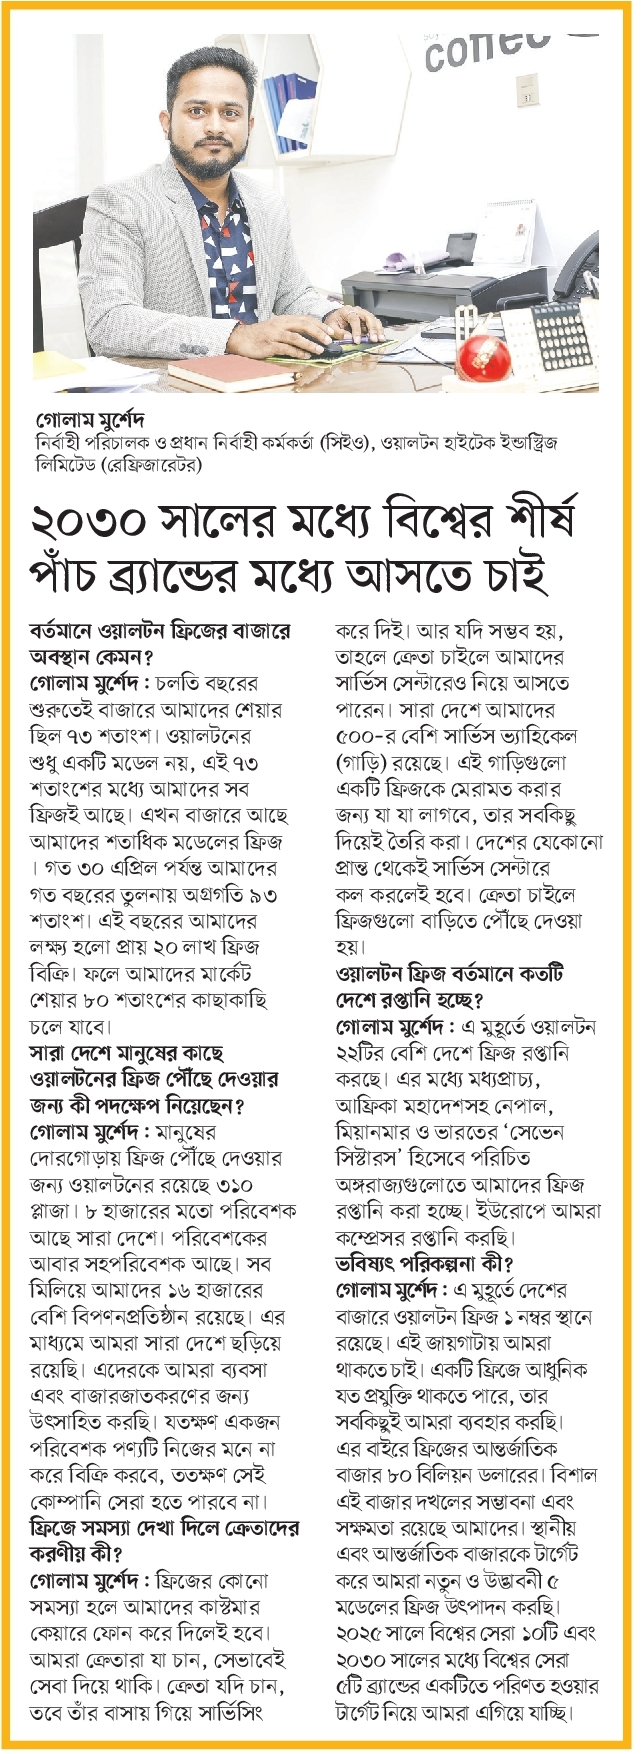 coffee
গোলাম মুর্শেদ
নির্বাহী পরিচালক ও প্রধান নির্বাহী কর্মকর্তা (সিইও), ওয়ালটন হাইটেক ইন্ডাস্ট্রিজ
লিমিটেড (রেফ্রিজারেটর)
২০৩০ সালের মধ্যে বিশ্বের শীর্ষ
পাঁচ ব্র্যান্ডের মধ্যে আসতে চাই
বর্তমানে ওয়ালটন ফ্রিজের বাজারে
অবস্থান কেমন?
গোলাম মুর্শেদ : চলতি বছরের
শুরুতেই বাজারে আমাদের শেয়ার
ছিল ৭৩ শতাংশ। ওয়ালটনের
শুধু একটি মডেল নয়, এই ৭৩
শতাংশের মধ্যে আমাদের সব
ফ্রিজই আছে। এখন বাজারে আছে
আমাদের শতাধিক মডেলের ফ্রিজ
। গত ৩০ এপ্রিল পর্যন্ত আমাদের
গত বছরের তুলনায় অগ্রগতি ৯৩
শতাংশ। এই বছরের আমাদের
লক্ষ্য হলো প্রায় ২০ লাখ ফ্রিজ
বিক্রি। ফলে আমাদের মার্কেট
শেয়ার ৮০ শতাংশের কাছাকাছি
চলে যাবে।
সারা দেশে মানুষের কাছে
ওয়ালটনের ফ্রিজ পৌঁছে দেওয়ার
জন্য কী পদক্ষেপ নিয়েছেন?
গোলাম মুর্শেদ : মানুষের
দোরগোড়ায় ফ্রিজ পৌঁছে দেওয়ার
জন্য ওয়ালটনের রয়েছে ৩১০
প্লাজা। ৮ হাজারের মতো পরিবেশক
আছে সারা দেশে। পরিবেশকের
আবার সহপরিবেশক আছে। সব
মিলিয়ে আমাদের ১৬ হাজারের
বেশি বিপণনপ্রতিষ্ঠান রয়েছে। এর
মাধ্যমে আমরা সারা দেশে ছড়িয়ে
রয়েছি। এদেরকে আমরা ব্যবসা
এবং বাজারজাতকরণের জন্য
উৎসাহিত করছি। যতক্ষণ একজন
পরিবেশক পণ্যটি নিজের মনে না
করে বিক্রি করবে, ততক্ষণ সেই
কোম্পানি সেরা হতে পারবে না।
ফ্রিজে সমস্যা দেখা দিলে ক্রেতাদের
করণীয় কী?
গোলাম মুর্শেদ : ফ্রিজের কোনো
সমস্যা হলে আমাদের কাস্টমার
কেয়ারে ফোন করে দিলেই হবে।
আমরা ক্রেতারা যা চান, সেভাবেই
সেবা দিয়ে থাকি। ক্রেতা যদি চান,
তবে তাঁর বাসায় গিয়ে সার্ভিসিং
করে দিই। আর যদি সম্ভব হয়,
তাহলে ক্রেতা চাইলে আমাদের
সার্ভিস সেন্টারেও নিয়ে আসতে
পারেন। সারা দেশে আমাদের
৫০০-র বেশি সার্ভিস ভ্যাহিকেল
(গাড়ি) রয়েছে। এই গাড়িগুলো
একটি ফ্রিজকে মেরামত করার
জন্য যা যা লাগবে, তার সবকিছু
দিয়েই তৈরি করা। দেশের যেকোনো
প্রান্ত থেকেই সার্ভিস সেন্টারে
কল করলেই হবে। ক্রেতা চাইলে
ফ্রিজগুলো বাড়িতে পৌঁছে দেওয়া
হয়।
ওয়ালটন ফ্রিজ বর্তমানে কতটি
দেশে রপ্তানি হচ্ছে?
গোলাম মুর্শেদ : এ মুহূর্তে ওয়ালটন
২২টির বেশি দেশে ফ্রিজ রপ্তানি
করছে। এর মধ্যে মধ্যপ্রাচ্য,
আফ্রিকা মহাদেশসহ নেপাল,
মিয়ানমার ও ভারতের ‘সেভেন
সিস্টারস’ হিসেবে পরিচিত
অঙ্গরাজ্যগুলোতে আমাদের ফ্রিজ
রপ্তানি করা হচ্ছে। ইউরোপে আমরা
কম্প্রেসর রপ্তানি করছি।
ভবিষ্যৎ পরিকল্পনা কী?
গোলাম মুর্শেদ : এ মুহূর্তে দেশের
বাজারে ওয়ালটন ফ্রিজ ১ নম্বর স্থানে
রয়েছে। এই জায়গাটায় আমরা
থাকতে চাই। একটি ফ্রিজে আধুনিক
যত প্রযুক্তি থাকতে পারে, তার
সবকিছুই আমরা ব্যবহার করছি।
এর বাইরে ফ্রিজের আন্তর্জাতিক
বাজার ৮০ বিলিয়ন ডলারের। বিশাল
এই বাজার দখলের সম্ভাবনা এবং
সক্ষমতা রয়েছে আমাদের। স্থানীয়
এবং আন্তর্জাতিক বাজারকে টার্গেট
করে আমরা নতুন ও উদ্ভাবনী ৫
মডেলের ফ্রিজ উৎপাদন করছি।
২০২৫ সালে বিশ্বের সেরা ১০টি এবং
২০৩০ সালের মধ্যে বিশ্বের সেরা
৫টি ব্র্যান্ডের একটিতে পরিণত হওয়ার
টার্গেট নিয়ে আমরা এগিয়ে যাচ্ছি।